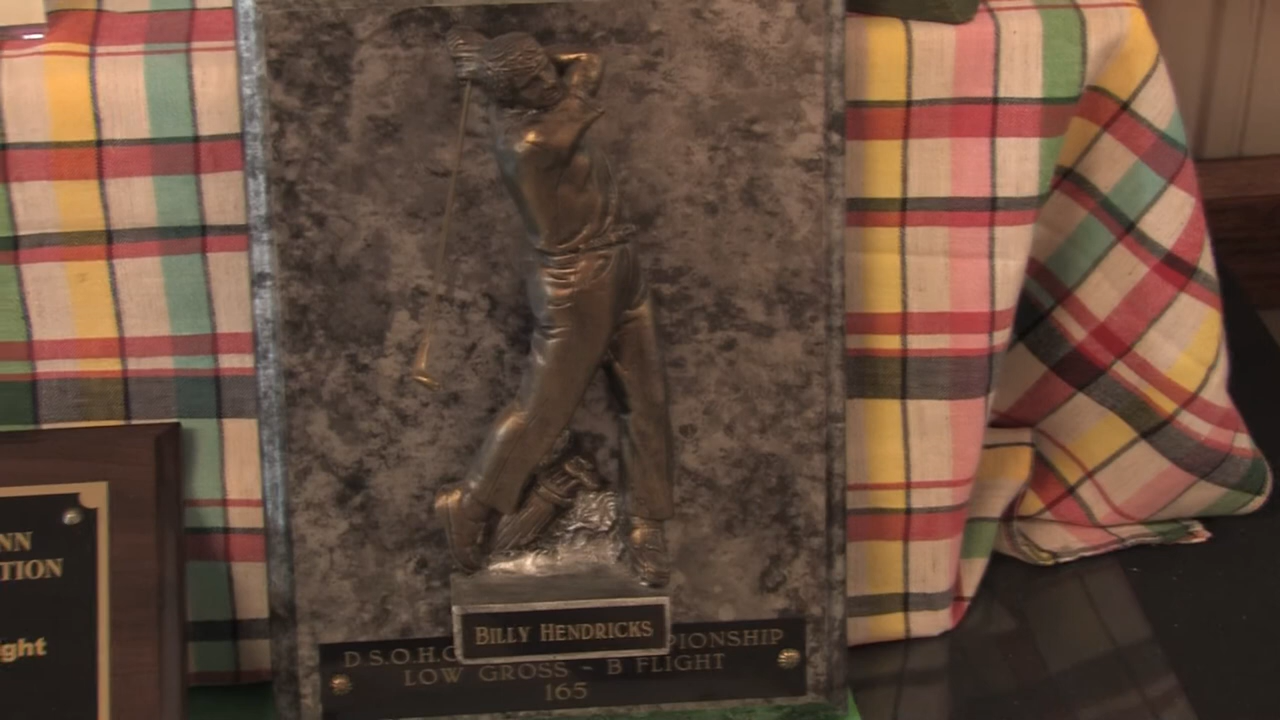 NN
TION
ght
BILLY HENDRICKS
D.S.O.H.C PIONSHIP
LOW GROSS - B FLIGHT
165